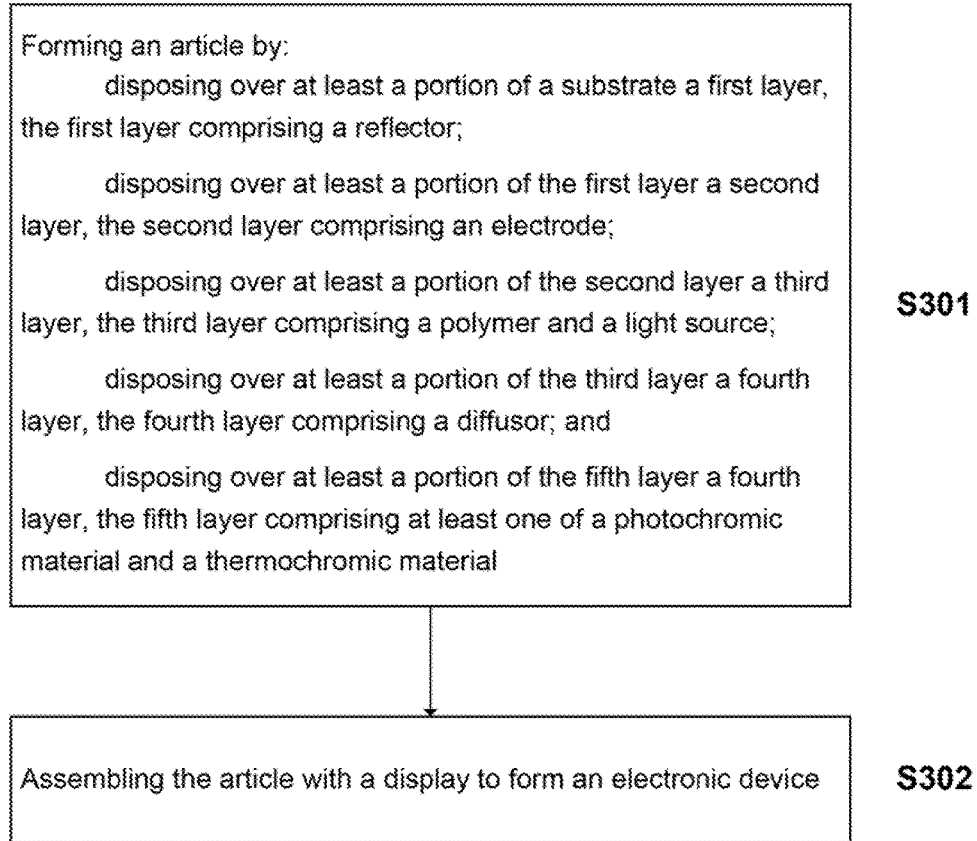 Forming an article by:
disposing over at least a portion of a substrate a first layer,
the first layer comprising a reflector;
disposing over at least a portion of the first layer a second
layer, the second layer comprising an electrode;
disposing over at least a portion of the second layer a third
layer, the third layer comprising a polymer and a light source;
disposing over at least a portion of the third layer a fourth
layer, the fourth layer comprising a diffusor; and
disposing over at least a portion of the fifth layer a fourth
layer, the fifth layer comprising at least one of a photochromic
material and a thermochromic material
S301
Assembling the article with a display to form an electronic device
S302